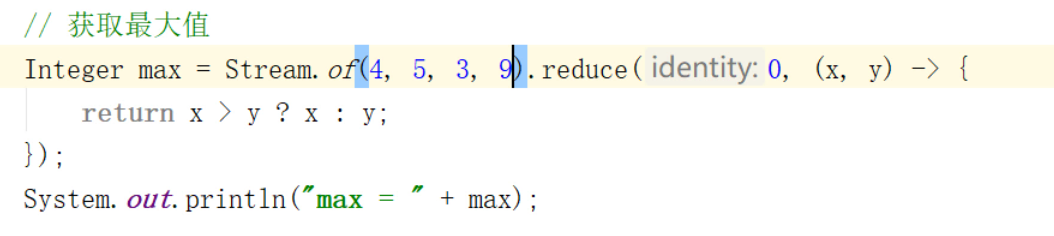 // 获取最大值
Integer max = Stream.of(4, 5, 3, 9).reduce( identity: 0, (x, y) -> {
    return x > y ? x : y;
});
System.out.println("max = " + max);